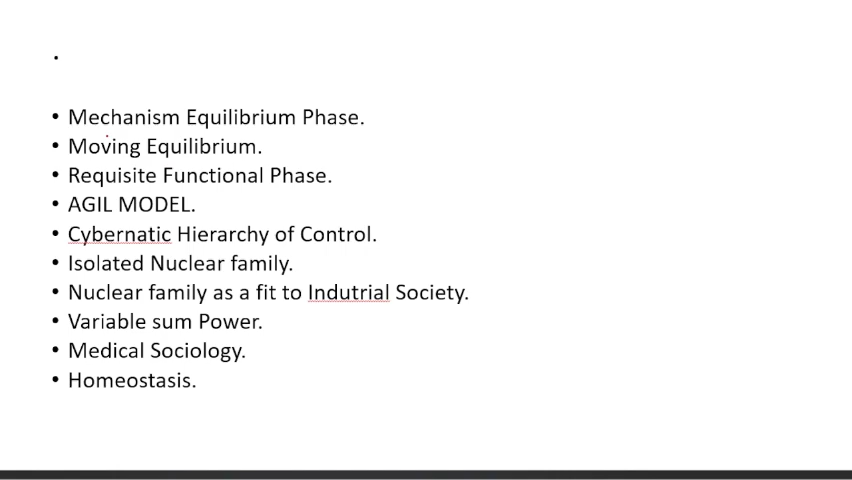 .
• Mechanism Equilibrium Phase.
• Moving Equilibrium.
• Requisite Functional Phase.
• AGIL MODEL.
• Cybernatic Hierarchy of Control.
• Isolated Nuclear family.
• Nuclear family as a fit to Indutrial Society.
• Variable sum Power.
• Medical Sociology.
• Homeostasis.